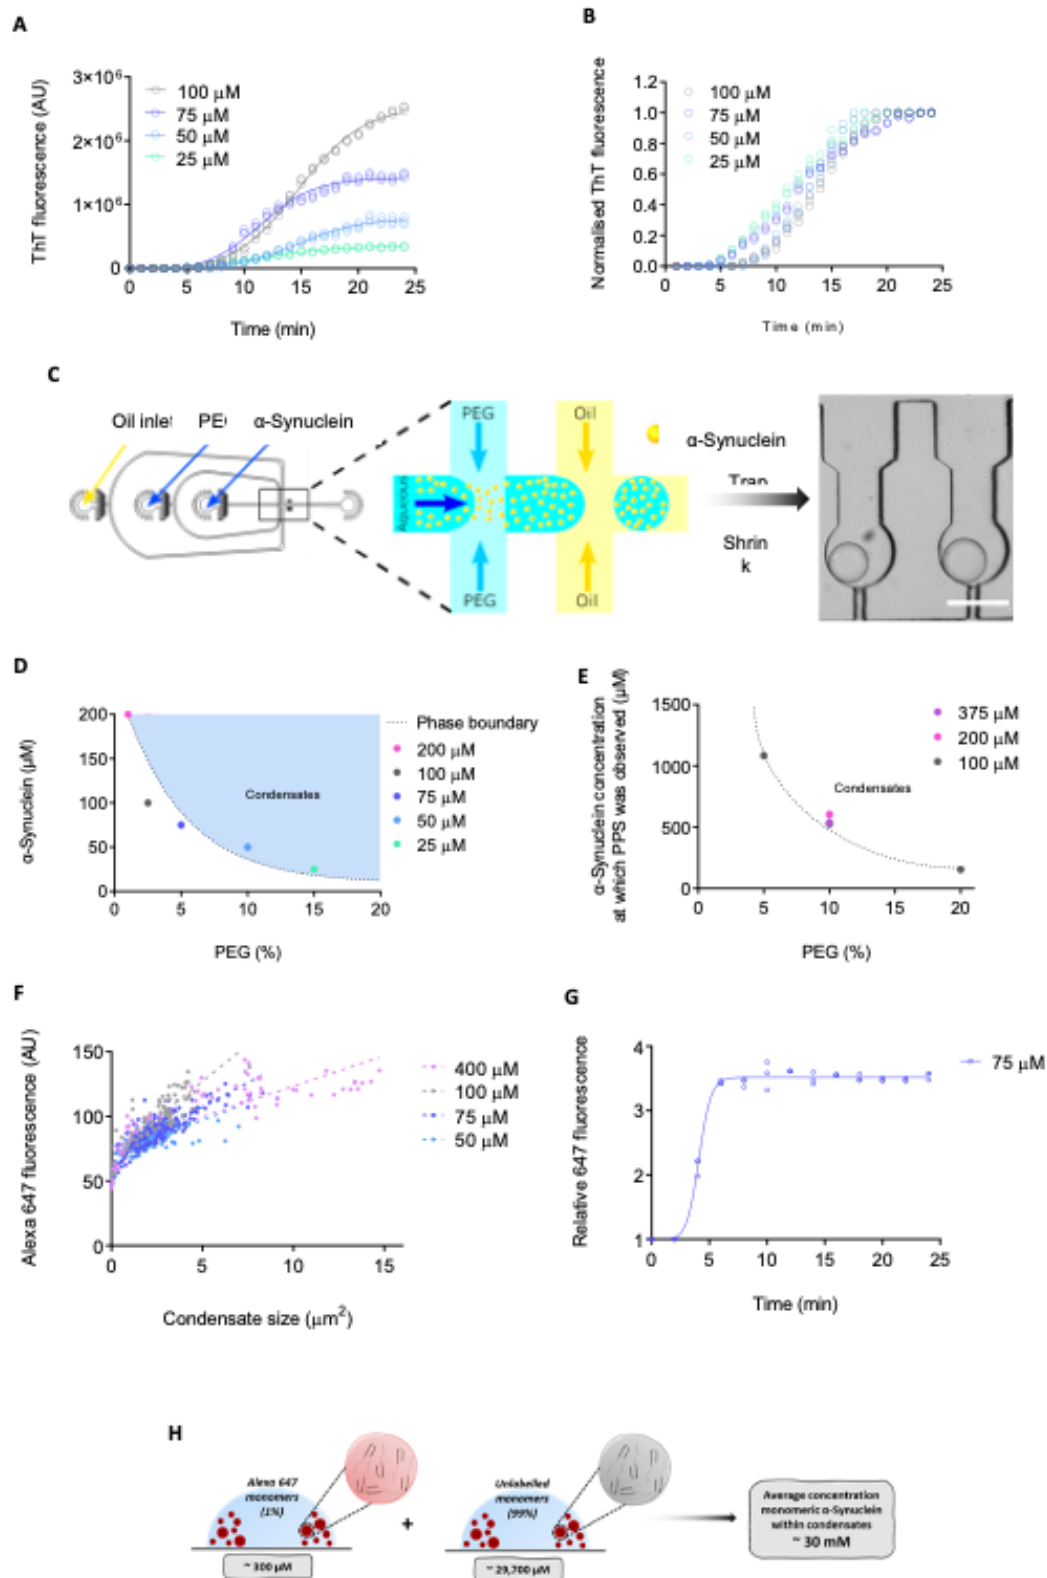 A
3×10⁶
2×10⁶
1×10⁶
0
ThT fluorescence (AU)
100 μM
75 μM
50 μM
25 μM
0 5 10 15 20 25
Time (min)
B
1.2
1.0
0.8
0.6
0.4
0.2
0.0
Normalised ThT fluorescence
100 μM
75 μM
50 μM
25 μM
0 5 10 15 20 25
Time (min)
C
Oil inlet PE α-Synuclein
PEG Oil
Aqueous
PEG Oil
α-Synuclein
Trap
Shrin
k
D
200
150
100
50
0
α-Synuclein (μM)
Condensates
0 5 10 15 20
PEG (%)
Phase boundary
200 μM
100 μM
75 μM
50 μM
25 μM
E
1500
1000
500
0
α-Synuclein concentration
at which PPS was observed (μM)
Condensates
375 μM
200 μM
100 μM
0 5 10 15 20
PEG (%)
F
150
100
50
0
Alexa 647 fluorescence (AU)
400 μM
100 μM
75 μM
50 μM
0 5 10 15
Condensate size (μm²)
G
4
3
2
1
Relative 647 fluorescence
75 μM
0 5 10 15 20 25
Time (min)
H
Alexa 647
monomers
(1%)
~ 300 μM
+
Unlabelled
monomers
(99%)
~ 29,700 μM
Average concentration
monomeric α-Synuclein
within condensates
~ 30 mM